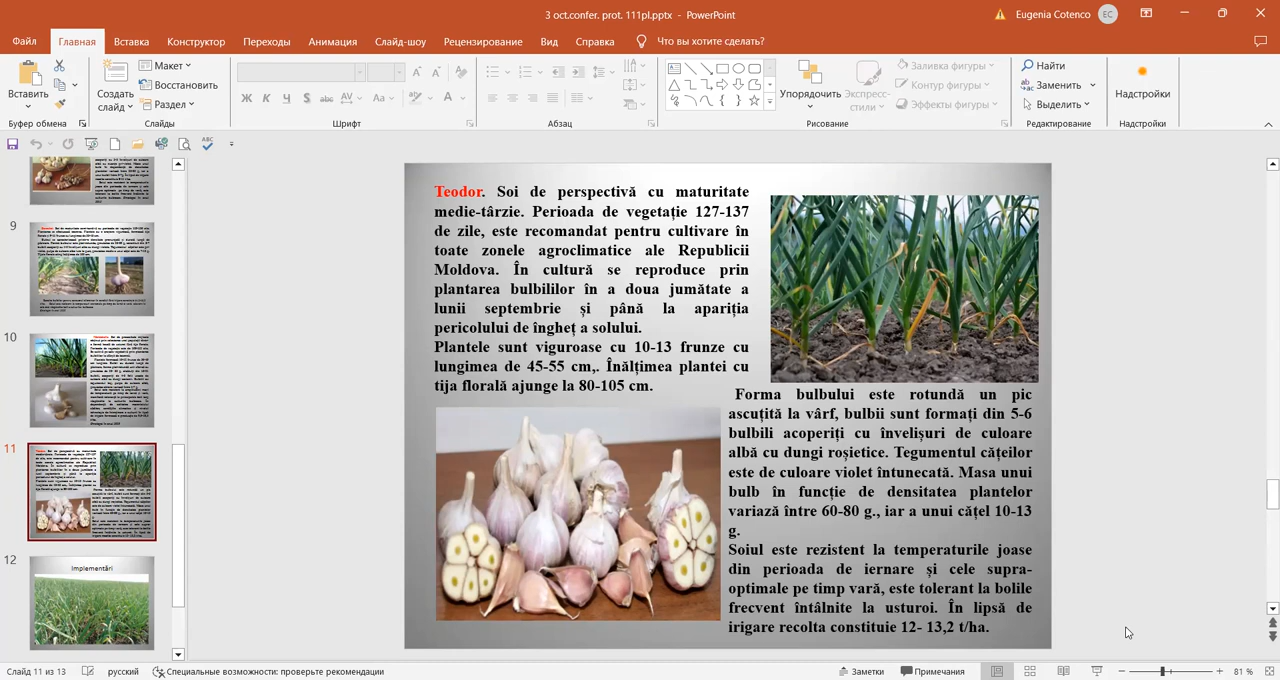 3 oct.confer. prot. 111pl.pptx - PowerPoint
Eugenia Cotenco EC
Файл Главная Вставка Конструктор Переходы Анимация Слайд-шоу Рецензирование Вид Справка Что вы хотите сделать?
Вставить
Создать слайд
Макет
Восстановить
Раздел
Ж К Ч S abc AV Aa А
Упорядочить
Экспресс-стили
Заливка фигуры
Контур фигуры
Эффекты фигуры
Найти
Заменить
Выделить
Надстройки
Буфер обмена Слайды Шрифт Абзац Рисование Редактирование Надстройки
9
10
11
12
Implementări
Teodor. Soi de perspectivă cu maturitate
medie-târzie. Perioada de vegetație 127-137
de zile, este recomandat pentru cultivare în
toate zonele agroclimatice ale Republicii
Moldova. În cultură se reproduce prin
plantarea bulbililor în a doua jumătate a
lunii septembrie și până la apariția
pericolului de îngheț a solului.
Plantele sunt viguroase cu 10-13 frunze cu
lungimea de 45-55 cm,. Înălțimea plantei cu
tija florală ajunge la 80-105 cm.
Forma bulbului este rotundă un pic
ascuțită la vârf, bulbii sunt formați din 5-6
bulbili acoperiți cu învelișuri de culoare
albă cu dungi roșietice. Tegumentul cățeilor
este de culoare violet întunecată. Masa unui
bulb în funcție de densitatea plantelor
variază între 60-80 g., iar a unui cățel 10-13
g.
Soiul este rezistent la temperaturile joase
din perioada de iernare și cele supra-
optimale pe timp vară, este tolerant la bolile
frecvent întâlnite la usturoi. În lipsă de
irigare recolta constituie 12- 13,2 t/ha.
Слайд 11 из 13 русский Специальные возможности: проверьте рекомендации Заметки Примечания 81 %